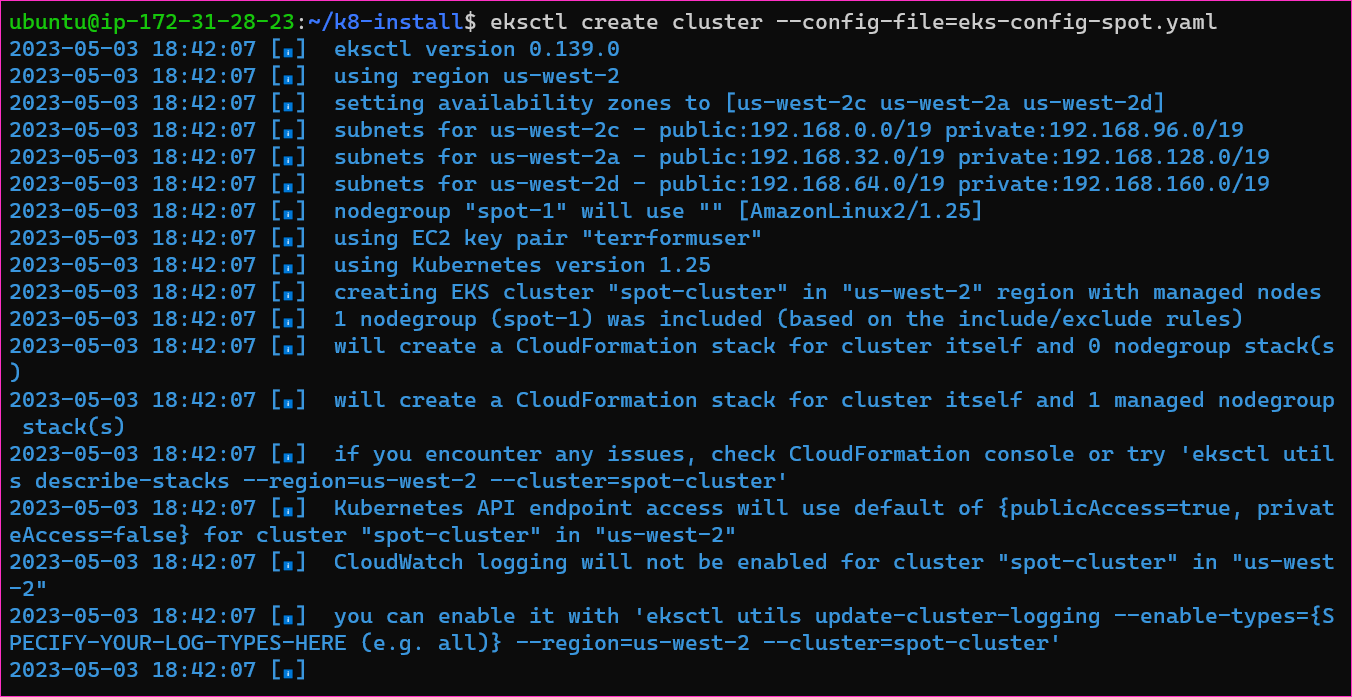 ubuntu@ip-172-31-28-23:~/k8-install$ eksctl create cluster --config-file=eks-config-spot.yaml
2023-05-03 18:42:07 [ℹ]  eksctl version 0.139.0
2023-05-03 18:42:07 [ℹ]  using region us-west-2
2023-05-03 18:42:07 [ℹ]  setting availability zones to [us-west-2c us-west-2a us-west-2d]
2023-05-03 18:42:07 [ℹ]  subnets for us-west-2c - public:192.168.0.0/19 private:192.168.96.0/19
2023-05-03 18:42:07 [ℹ]  subnets for us-west-2a - public:192.168.32.0/19 private:192.168.128.0/19
2023-05-03 18:42:07 [ℹ]  subnets for us-west-2d - public:192.168.64.0/19 private:192.168.160.0/19
2023-05-03 18:42:07 [ℹ]  nodegroup "spot-1" will use "" [AmazonLinux2/1.25]
2023-05-03 18:42:07 [ℹ]  using EC2 key pair "terrformuser"
2023-05-03 18:42:07 [ℹ]  using Kubernetes version 1.25
2023-05-03 18:42:07 [ℹ]  creating EKS cluster "spot-cluster" in "us-west-2" region with managed nodes
2023-05-03 18:42:07 [ℹ]  1 nodegroup (spot-1) was included (based on the include/exclude rules)
2023-05-03 18:42:07 [ℹ]  will create a CloudFormation stack for cluster itself and 0 nodegroup stack(s
)
2023-05-03 18:42:07 [ℹ]  will create a CloudFormation stack for cluster itself and 1 managed nodegroup
 stack(s)
2023-05-03 18:42:07 [ℹ]  if you encounter any issues, check CloudFormation console or try 'eksctl util
s describe-stacks --region=us-west-2 --cluster=spot-cluster'
2023-05-03 18:42:07 [ℹ]  Kubernetes API endpoint access will use default of {publicAccess=true, privat
eAccess=false} for cluster "spot-cluster" in "us-west-2"
2023-05-03 18:42:07 [ℹ]  CloudWatch logging will not be enabled for cluster "spot-cluster" in "us-west
-2"
2023-05-03 18:42:07 [ℹ]  you can enable it with 'eksctl utils update-cluster-logging --enable-types={S
PECIFY-YOUR-LOG-TYPES-HERE (e.g. all)} --region=us-west-2 --cluster=spot-cluster'
2023-05-03 18:42:07 [ℹ]